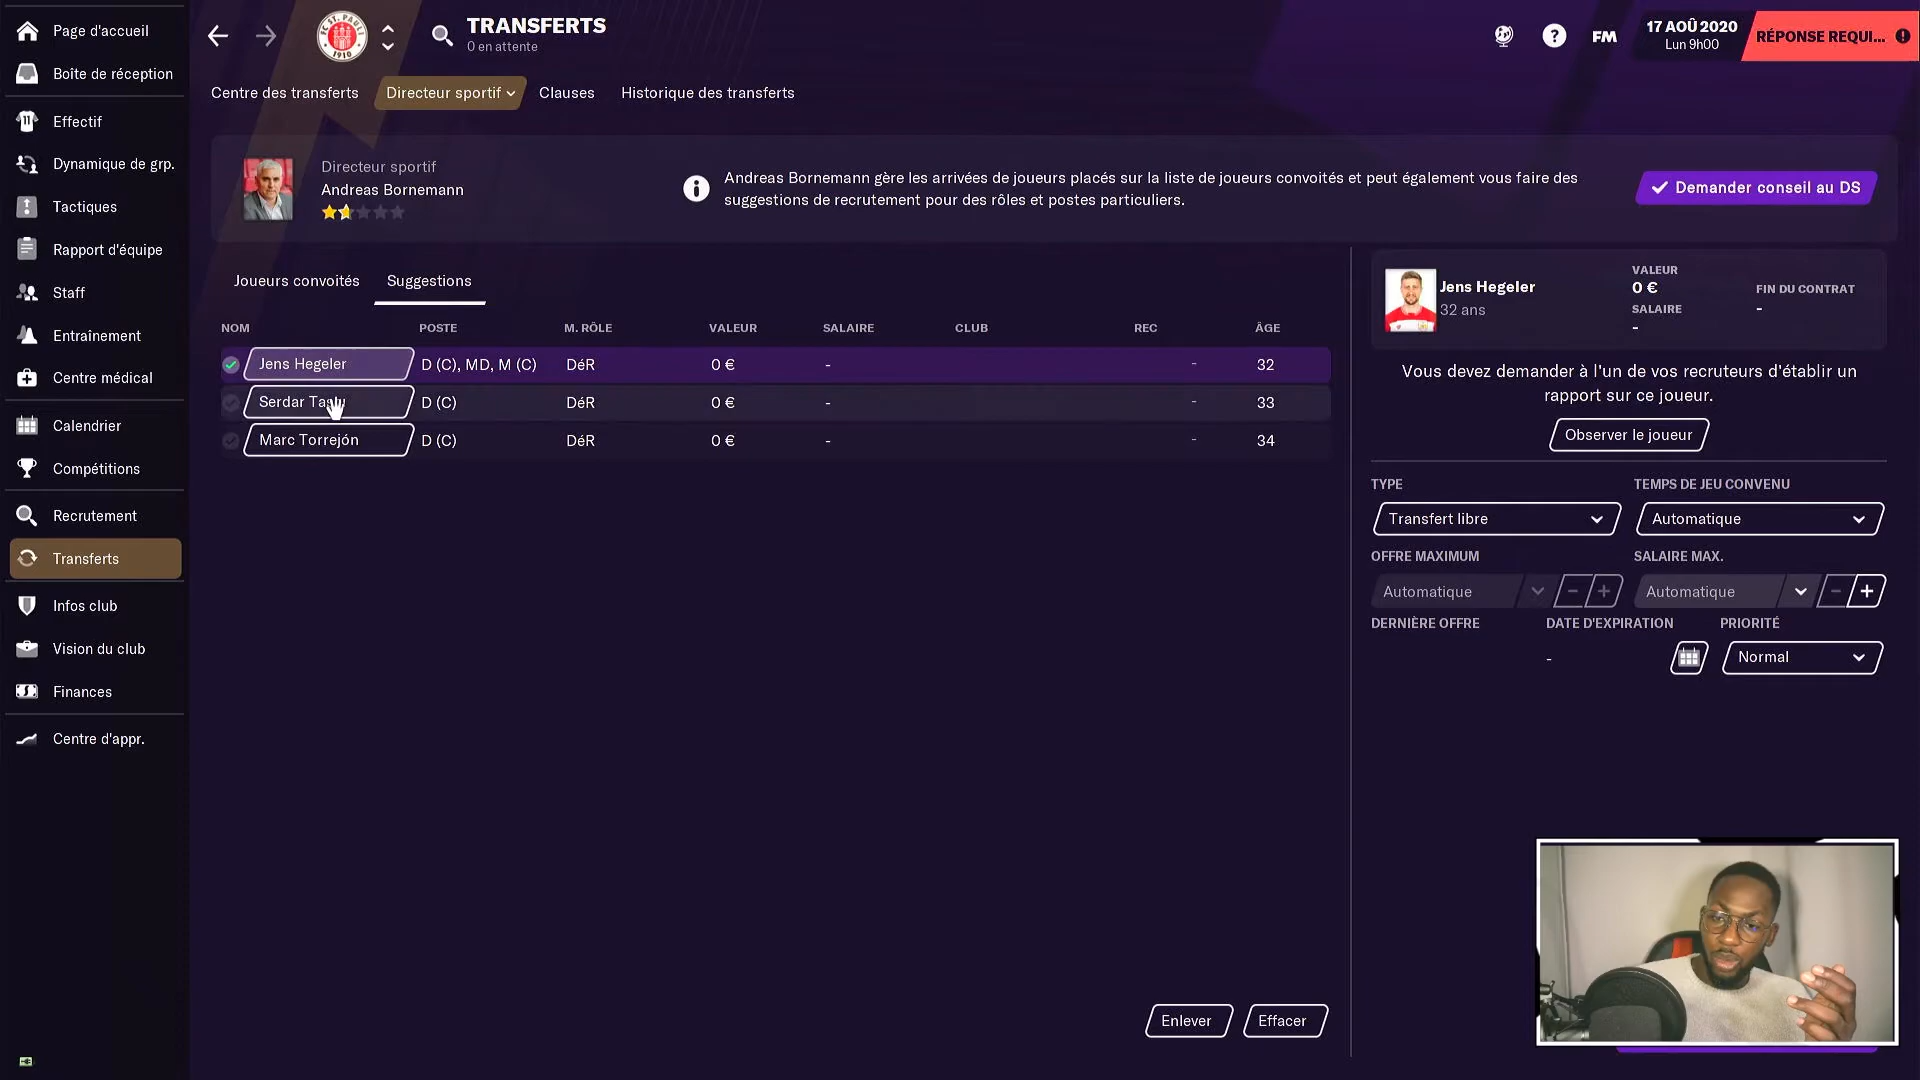 Page d'accueil
Boîte de réception
Effectif
Dynamique de grp.
Tactiques
Rapport d'équipe
Staff
Entraînement
Centre médical
Calendrier
Compétitions
Recrutement
Transferts
Infos club
Vision du club
Finances
Centre d'appr.
FC ST. PAULI
1910
TRANSFERTS
0 en attente
FM
17 AOÛ 2020
Lun 9h00
RÉPONSE REQUI...
Centre des transferts
Directeur sportif
Clauses
Historique des transferts
Directeur sportif
Andreas Bornemann
Andreas Bornemann gère les arrivées de joueurs placés sur la liste de joueurs convoités et peut également vous faire des
suggestions de recrutement pour des rôles et postes particuliers.
Demander conseil au DS
Joueurs convoités
Suggestions
NOM POSTE M. RÔLE VALEUR SALAIRE CLUB REC ÂGE
Jens Hegeler D (C), MD, M (C) DéR 0 € - - 32
Serdar D (C) DéR 0 € - - 33
Marc Torrejón D (C) DéR 0 € - - 34
Enlever
Effacer
Jens Hegeler
32 ans
VALEUR
0 €
SALAIRE
-
FIN DU CONTRAT
-
Vous devez demander à l'un de vos recruteurs d'établir un
rapport sur ce joueur.
Observer le joueur
TYPE TEMPS DE JEU CONVENU
Transfert libre Automatique
OFFRE MAXIMUM SALAIRE MAX.
Automatique - + Automatique - +
DERNIÈRE OFFRE DATE D'EXPIRATION PRIORITÉ
- Normal